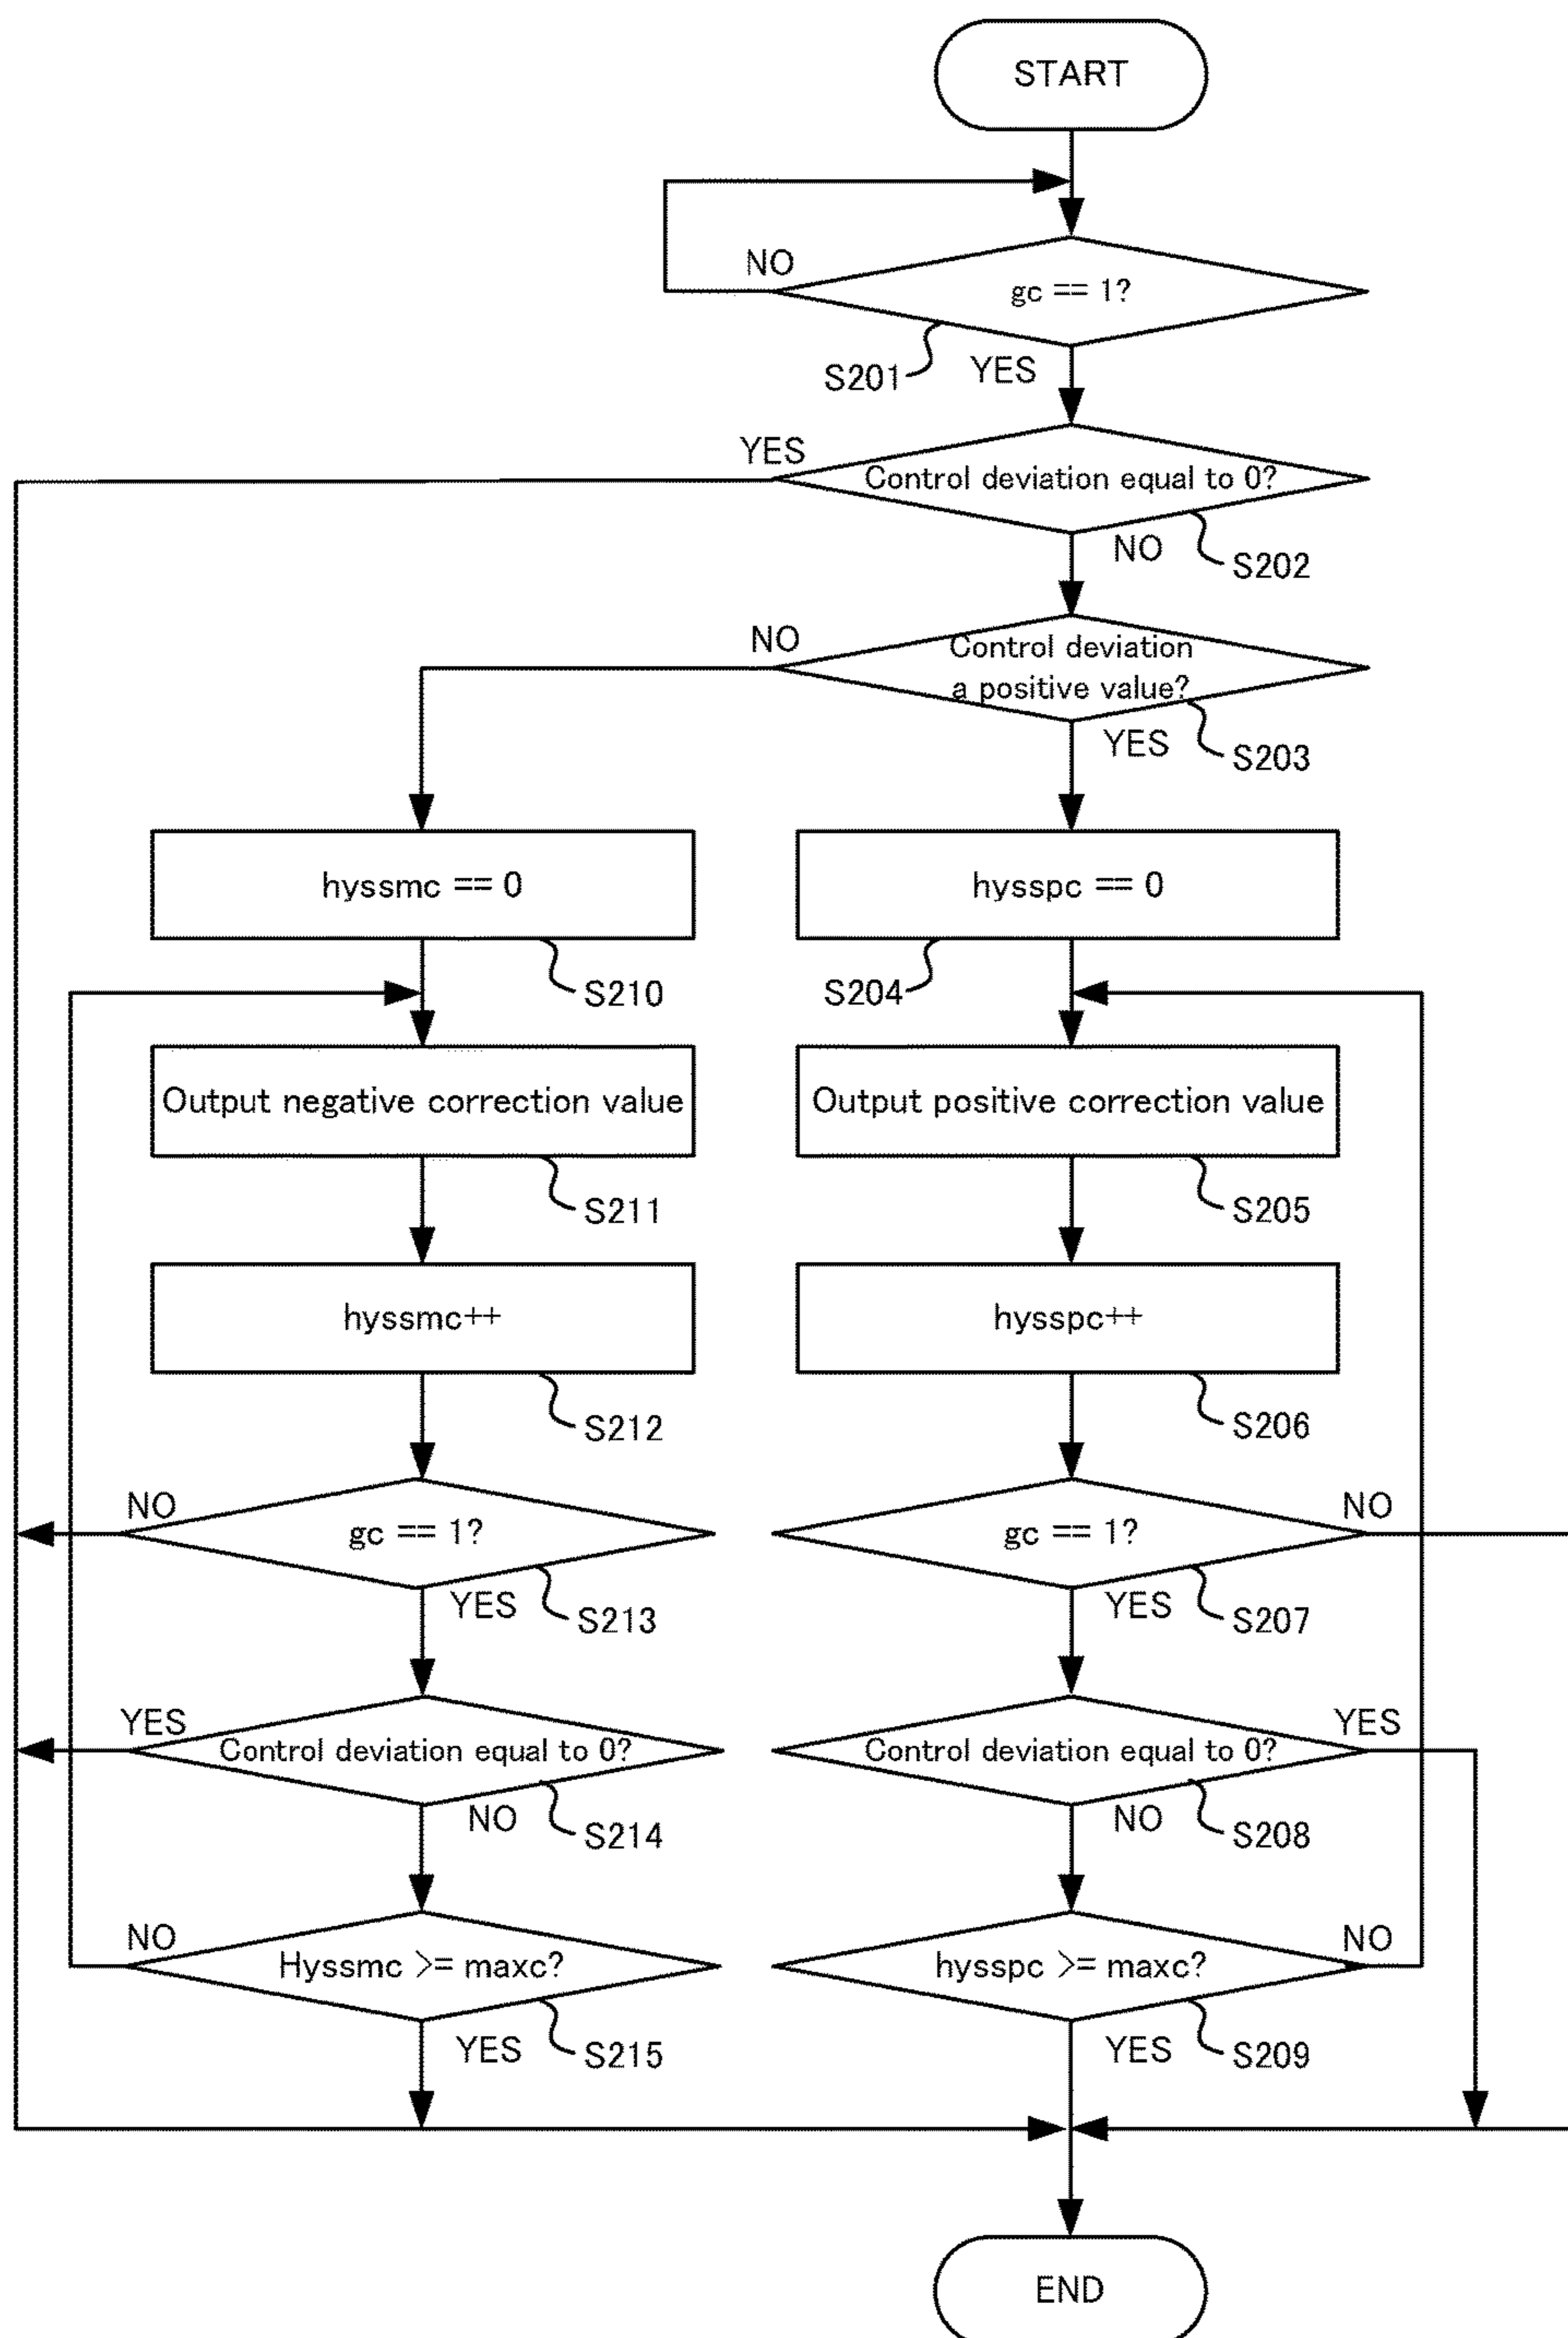 START
NO
gc == 1?
S201
YES
YES
Control deviation equal to 0?
NO
S202
NO
Control deviation
a positive value?
YES
S203
hyssmc == 0
hysspc == 0
S210
S204
Output negative correction value
Output positive correction value
S211
S205
hyssmc++
hysspc++
S212
S206
NO
gc == 1?
gc == 1?
NO
YES
S213
YES
S207
YES
Control deviation equal to 0?
Control deviation equal to 0?
YES
NO
S214
NO
S208
NO
Hyssmc >= maxc?
hysspc >= maxc?
NO
YES
S215
YES
S209
END